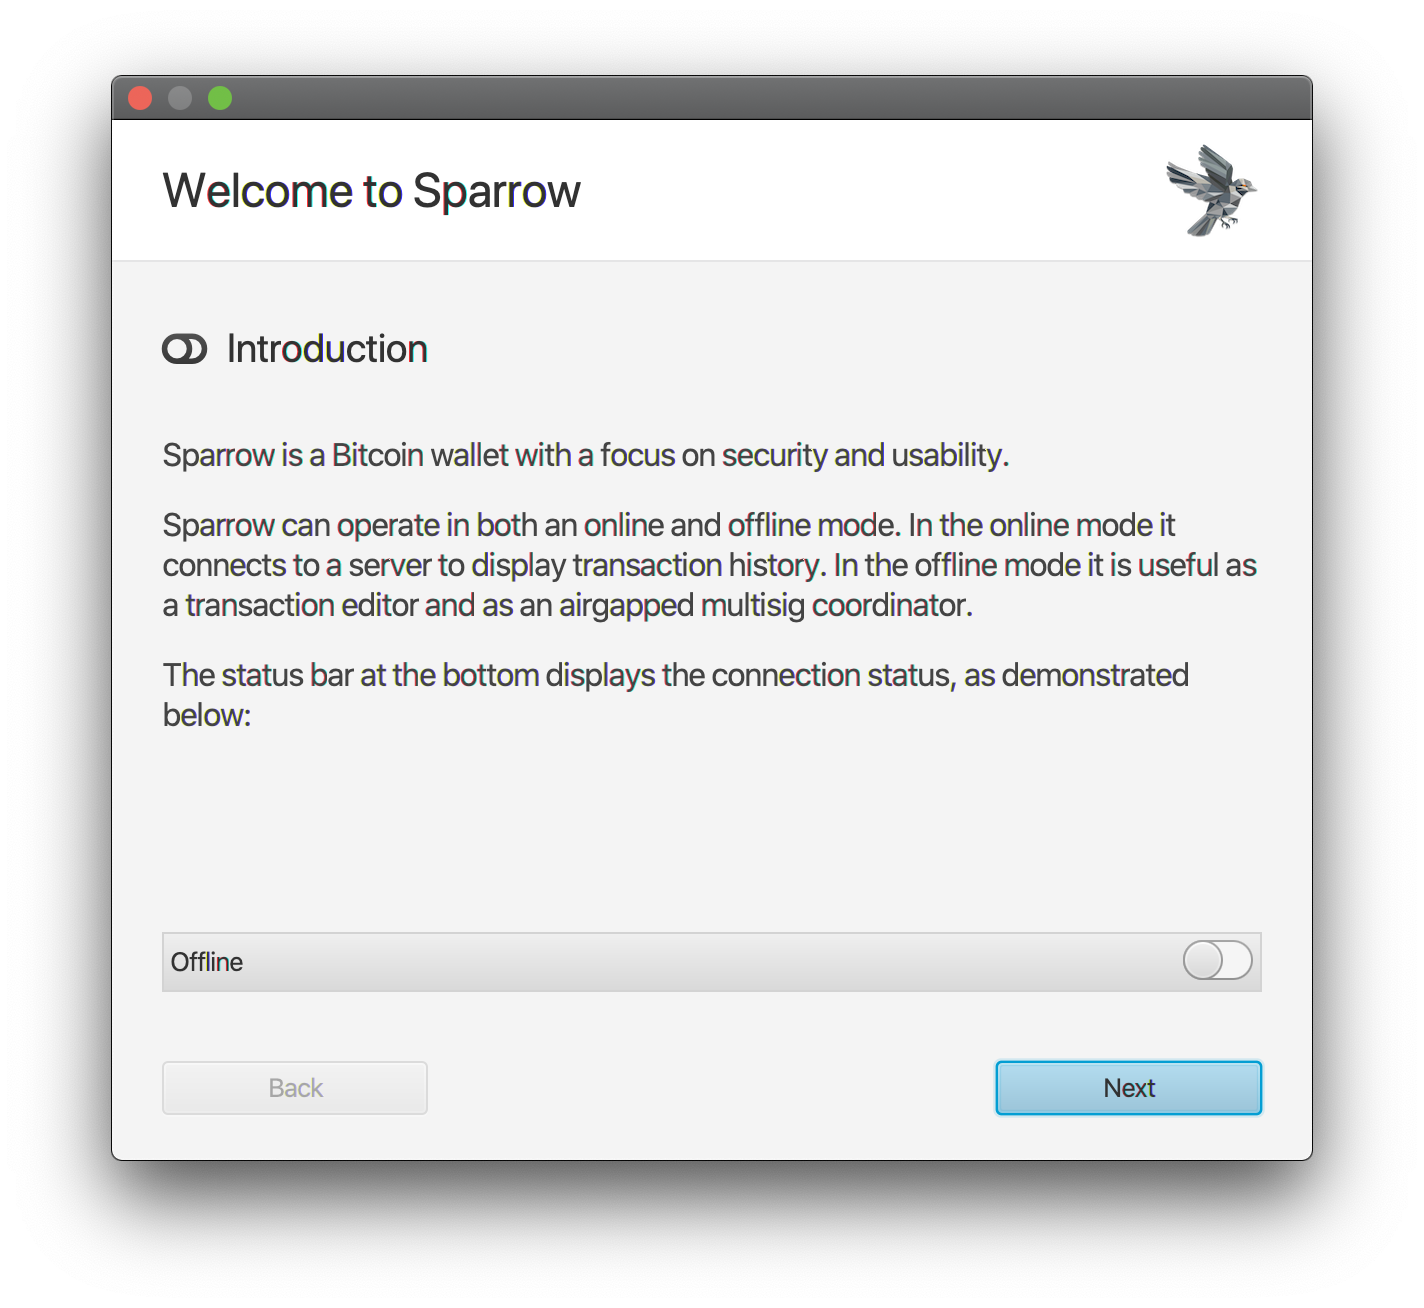 Welcome to Sparrow
Introduction
Sparrow is a Bitcoin wallet with a focus on security and usability.
Sparrow can operate in both an online and offline mode. In the online mode it
connects to a server to display transaction history. In the offline mode it is useful as
a transaction editor and as an airgapped multisig coordinator.
The status bar at the bottom displays the connection status, as demonstrated
below:
Offline
Back
Next